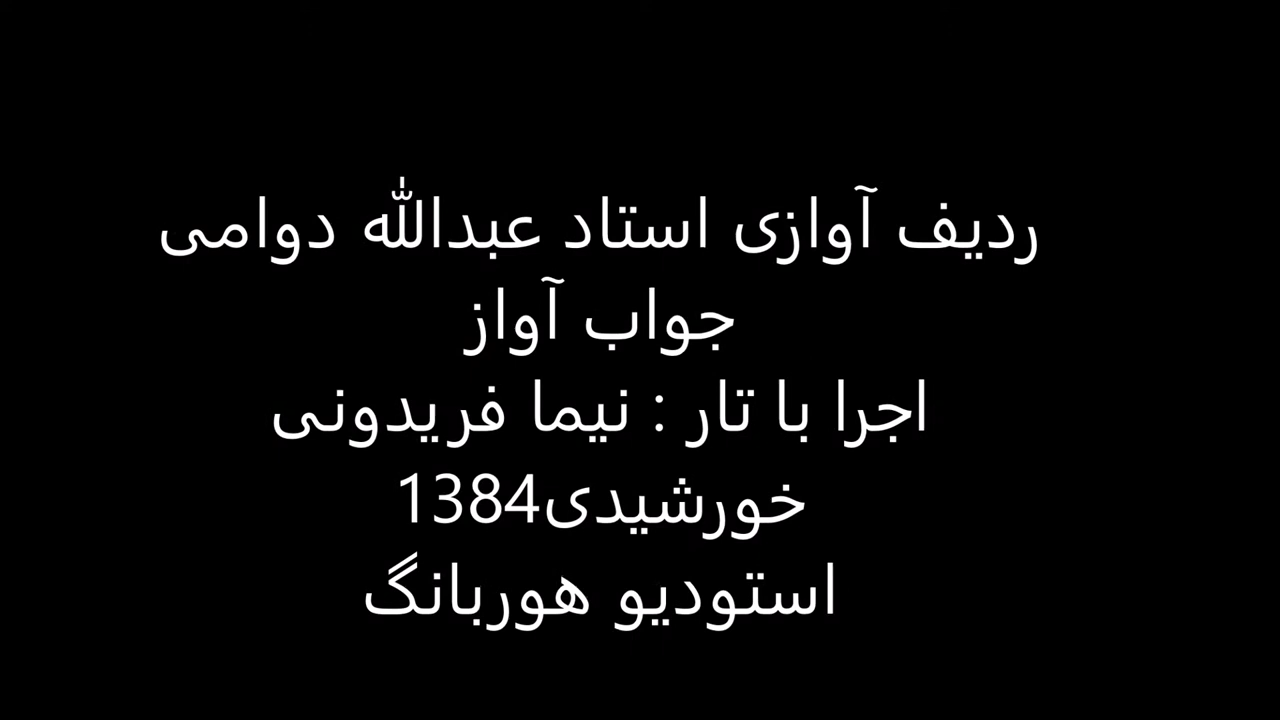 ردیف آوازی استاد عبدالله دوامی
جواب آواز
اجرا با تار : نیما فریدونی
خورشیدی1384
استودیو هوربانگ